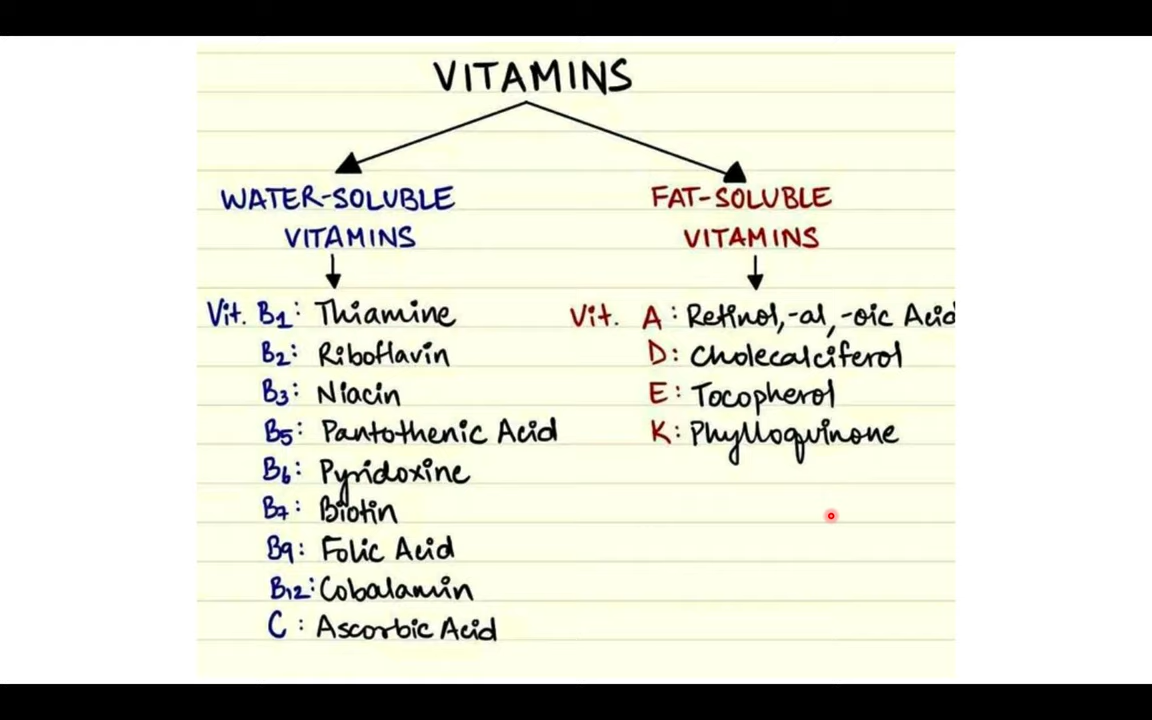 VITAMINS
WATER-SOLUBLE
VITAMINS
Vit. B1: Thiamine
B2: Riboflavin
B3: Niacin
B5: Pantothenic Acid
B6: Pyridoxine
B7: Biotin
B9: Folic Acid
B12: Cobalamin
C: Ascorbic Acid
FAT-SOLUBLE
VITAMINS
Vit. A: Retinol,-al,-oic Acid
D: Cholecalciferol
E: Tocopherol
K: Phylloquinone